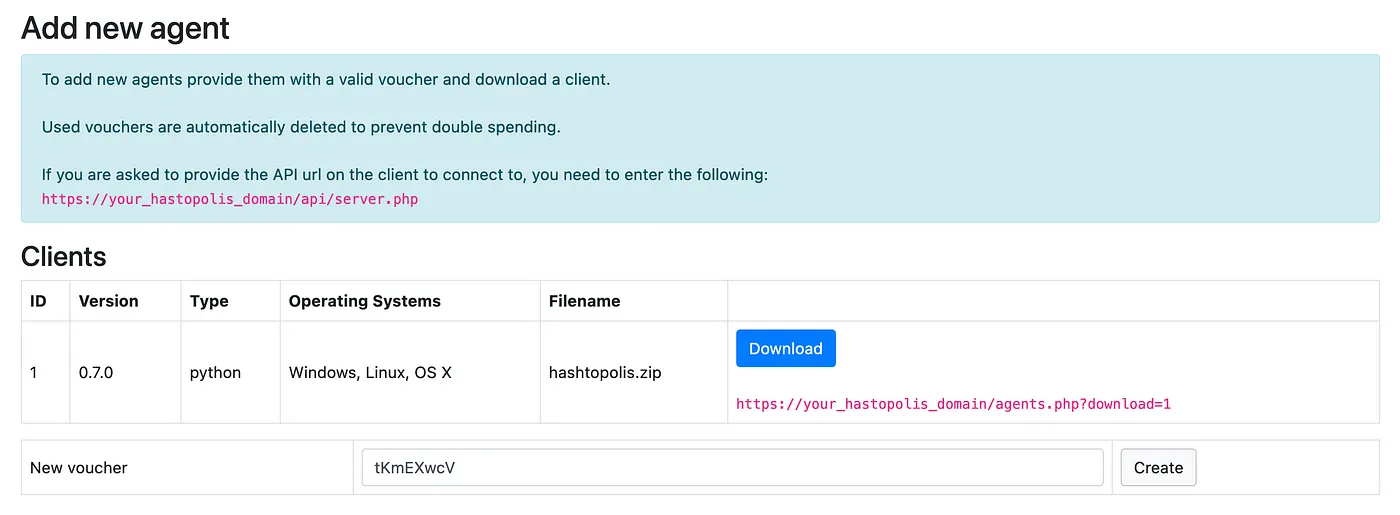 Add new agent
To add new agents provide them with a valid voucher and download a client.
Used vouchers are automatically deleted to prevent double spending.
If you are asked to provide the API url on the client to connect to, you need to enter the following:
https://your_hastopolis_domain/api/server.php
Clients
ID Version Type Operating Systems Filename
Download
1 0.7.0 python Windows, Linux, OS X hashtopolis.zip
https://your_hastopolis_domain/agents.php?download=1
New voucher tKmEXwcV Create